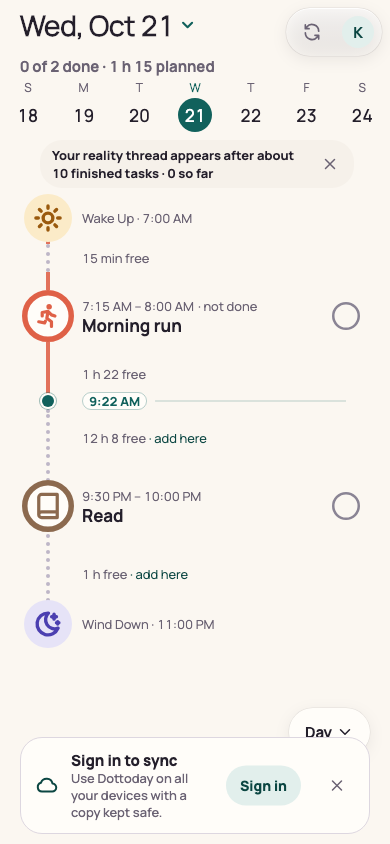 Wed, Oct 21
K
0 of 2 done · 1 h 15 planned
S M T W T F S
18 19 20 21 22 23 24
Your reality thread appears after about
10 finished tasks · 0 so far
Wake Up · 7:00 AM
15 min free
7:15 AM – 8:00 AM · not done
Morning run
1 h 22 free
9:22 AM
12 h 8 free · add here
9:30 PM – 10:00 PM
Read
1 h free · add here
Wind Down · 11:00 PM
Day
Sign in to sync
Use Dottoday on all
your devices with a
copy kept safe.
Sign in